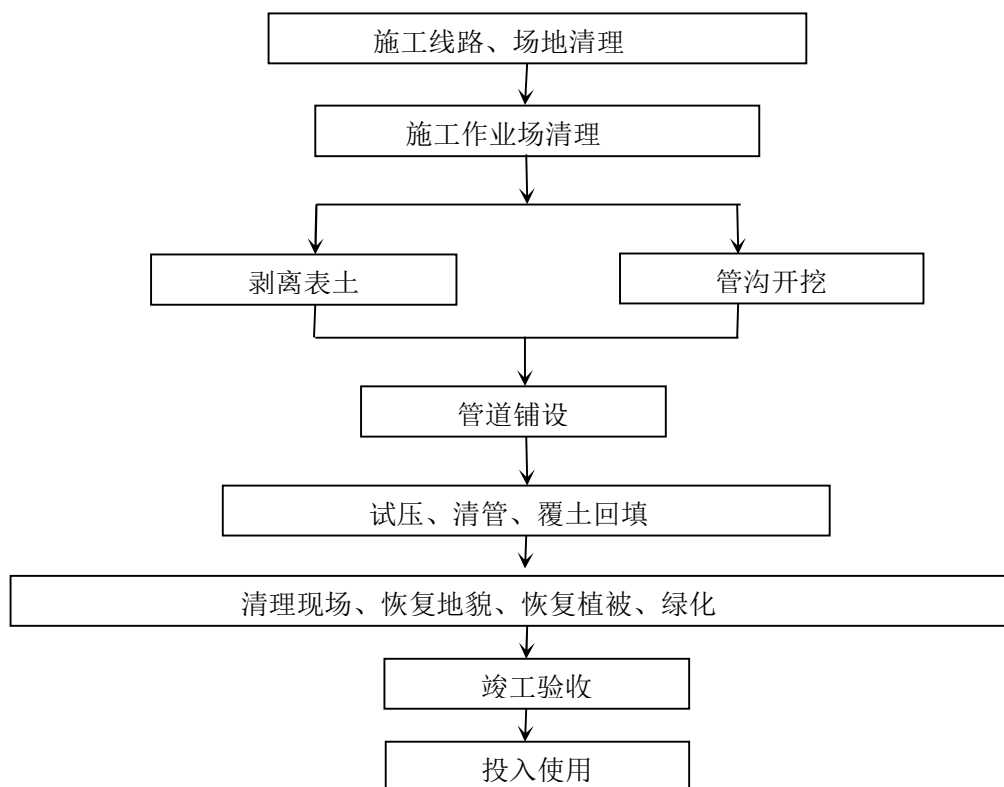 施工线路、场地清理
施工作业场清理
剥离表土
管沟开挖
管道铺设
试压、清管、覆土回填
清理现场、恢复地貌、恢复植被、绿化
竣工验收
投入使用